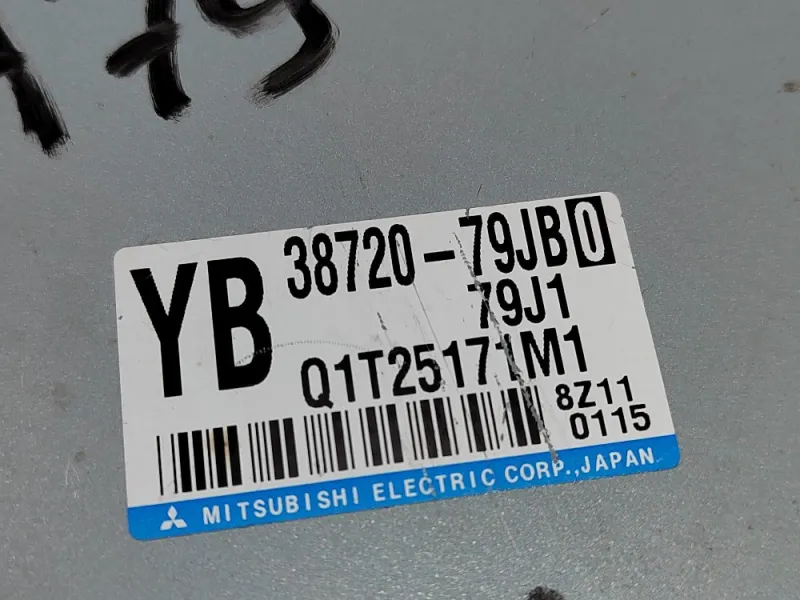 YB
38720-79JB0
79J1
Q1T25171M1
8Z11
0115
MITSUBISHI ELECTRIC CORP.,JAPAN